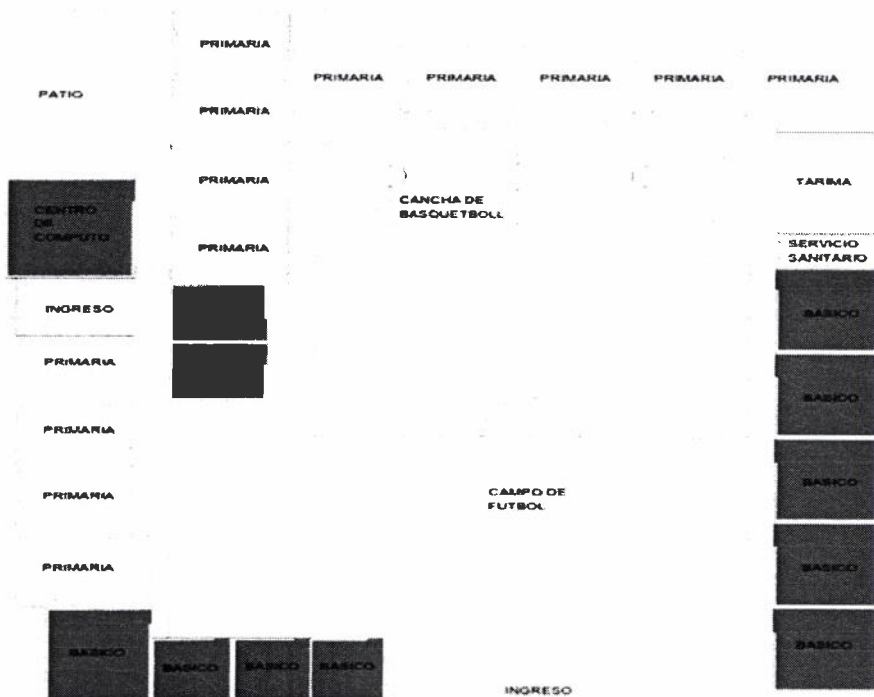 PRIMARIA
PRIMARIA
PRIMARIA
PRIMARIA
PRIMARIA
PRIMARIA
PATIO
PRIMARIA
PRIMARIA
TARIMA
CENTRO
DE
COMPUTO
CANCHA DE
BASQUETBOLL
PRIMARIA
SERVICIO
SANITARIO
INGRESO
BASICO
PRIMARIA
BASICO
PRIMARIA
BASICO
PRIMARIA
CAMPO DE
FUTBOL
PRIMARIA
BASICO
BASICO
BASICO
BASICO
BASICO
BASICO
INGRESO